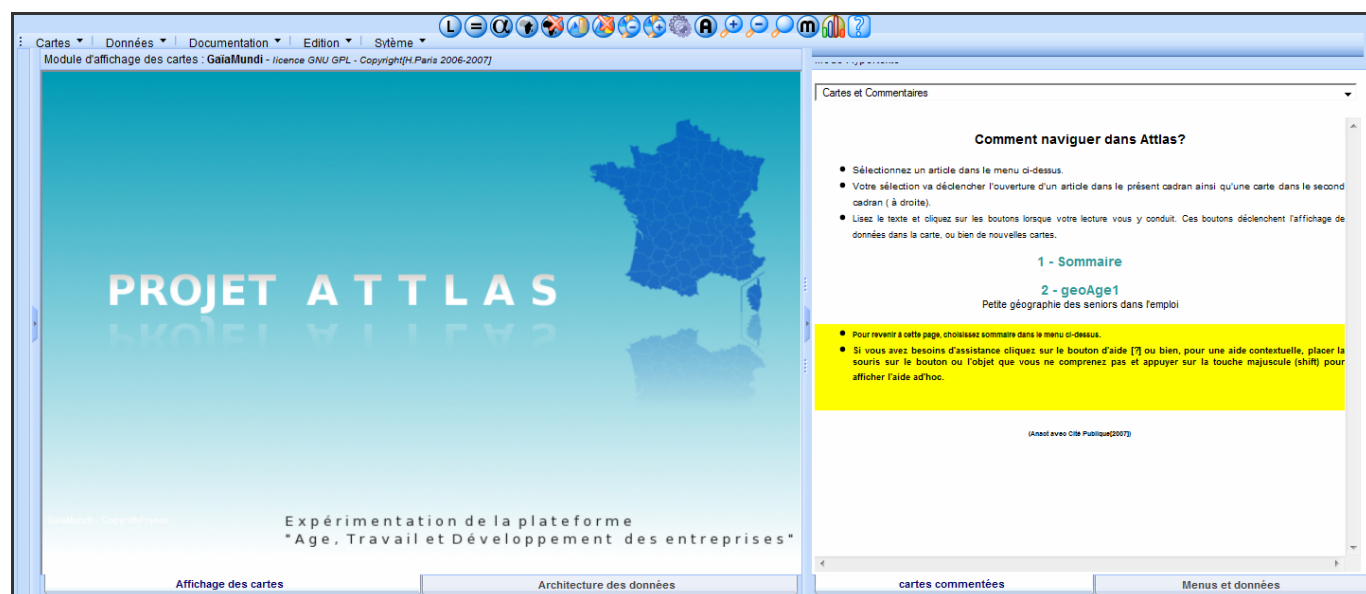 L = α A m ?
Cartes Données Documentation Edition Sytème
Module d'affichage des cartes : GaïaMundi - licence GNU GPL - Copyright[H.Paris 2006-2007]
PROJET ATTLAS
Expérimentation de la plateforme
"Age, Travail et Développement des entreprises"
Affichage des cartes
Architecture des données
Cartes et Commentaires
Comment naviguer dans Attlas?
Sélectionnez un article dans le menu ci-dessus.
Votre sélection va déclencher l'ouverture d'un article dans le présent cadran ainsi qu'une carte dans le second
cadran ( à droite).
Lisez le texte et cliquez sur les boutons lorsque votre lecture vous y conduit. Ces boutons déclenchent l'affichage de
données dans la carte, ou bien de nouvelles cartes.
1 - Sommaire
2 - geoAge1
Petite géographie des seniors dans l'emploi
Pour revenir à cette page, choisissez sommaire dans le menu ci-dessus.
Si vous avez besoins d'assistance cliquez sur le bouton d'aide [?] ou bien, pour une aide contextuelle, placer la
souris sur le bouton ou l'objet que vous ne comprenez pas et appuyer sur la touche majuscule (shift) pour
afficher l'aide ad'hoc.
(Anact avec Cité Publique[2007])
cartes commentées
Menus et données